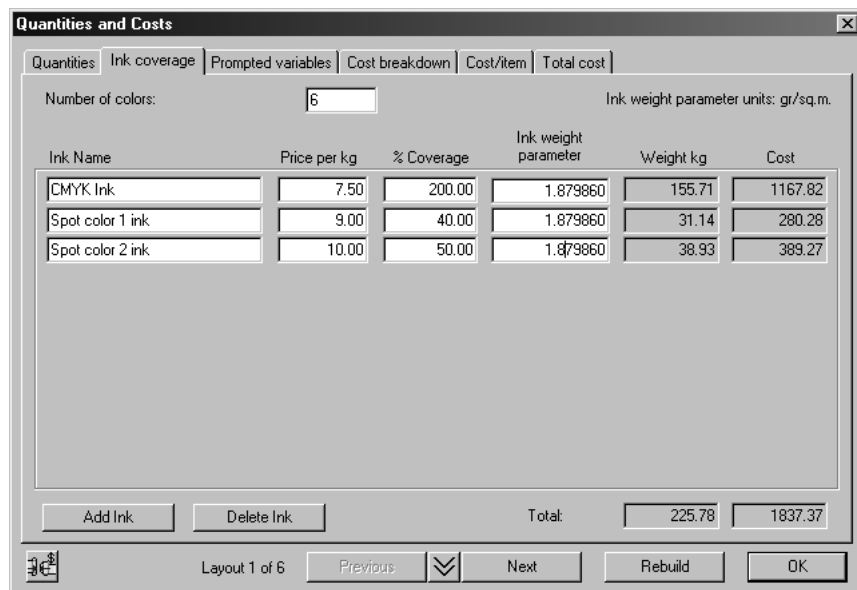 Quantities and Costs
Quantities Ink coverage Prompted variables Cost breakdown Cost/item Total cost
Number of colors: 6 Ink weight parameter units: gr/sq.m.
Ink Name Price per kg % Coverage Ink weight parameter Weight kg Cost
CMYK Ink 7.50 200.00 1.879860 155.71 1167.82
Spot color 1 ink 9.00 40.00 1.879860 31.14 280.28
Spot color 2 ink 10.00 50.00 1.879860 38.93 389.27
Add Ink Delete Ink Total: 225.78 1837.37
Layout 1 of 6 Previous Next Rebuild OK